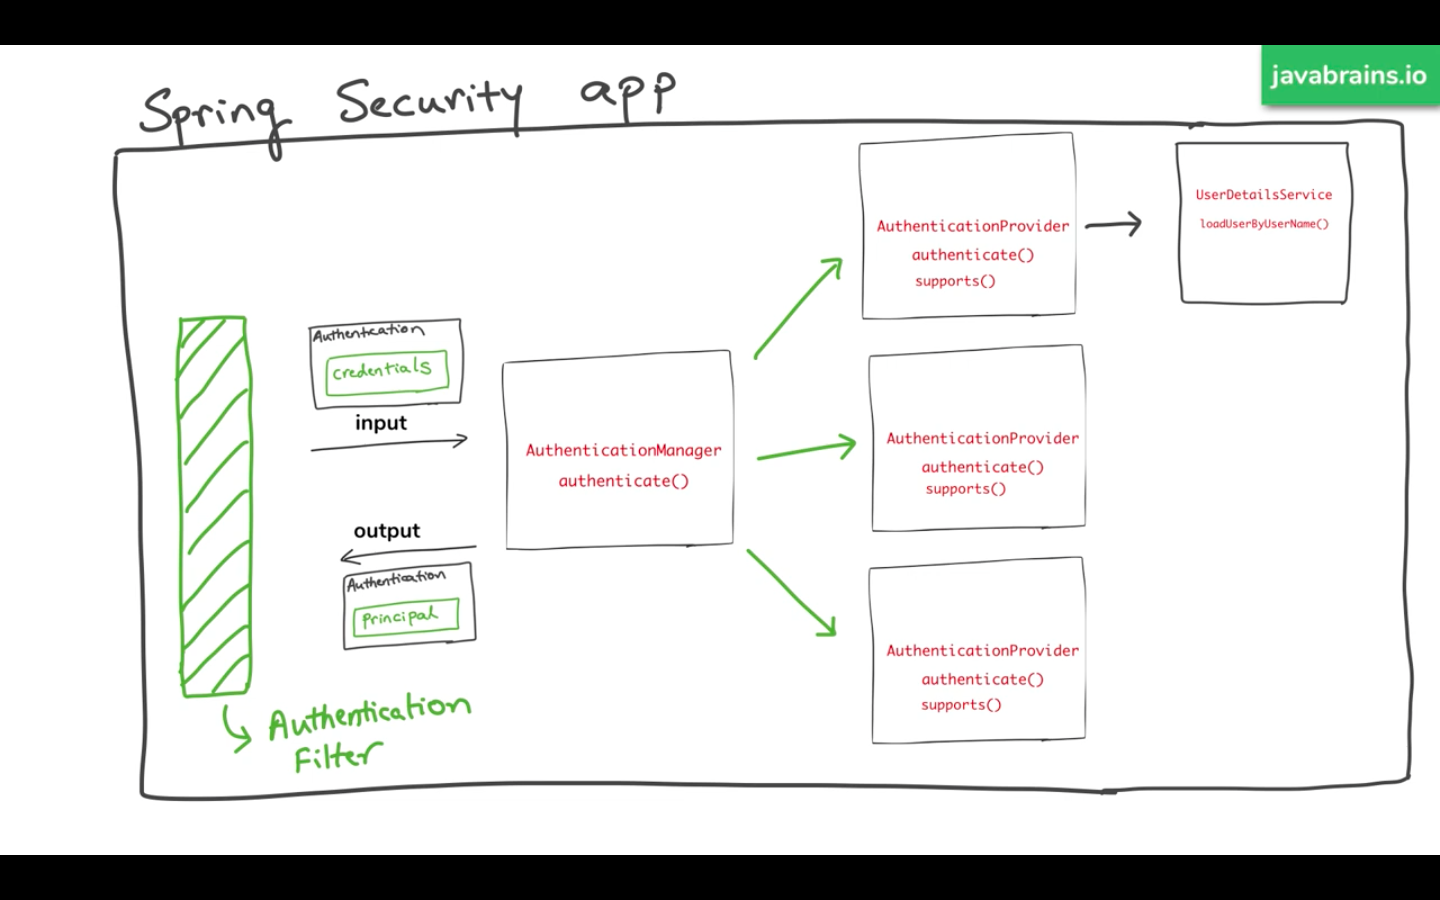 javabrains.io
Spring Security app
Authentication
credentials
input
output
Authentication
principal
Authentication
Filter
AuthenticationManager
authenticate()
AuthenticationProvider
authenticate()
supports()
AuthenticationProvider
authenticate()
supports()
AuthenticationProvider
authenticate()
supports()
UserDetailsService
loadUserByUserName()